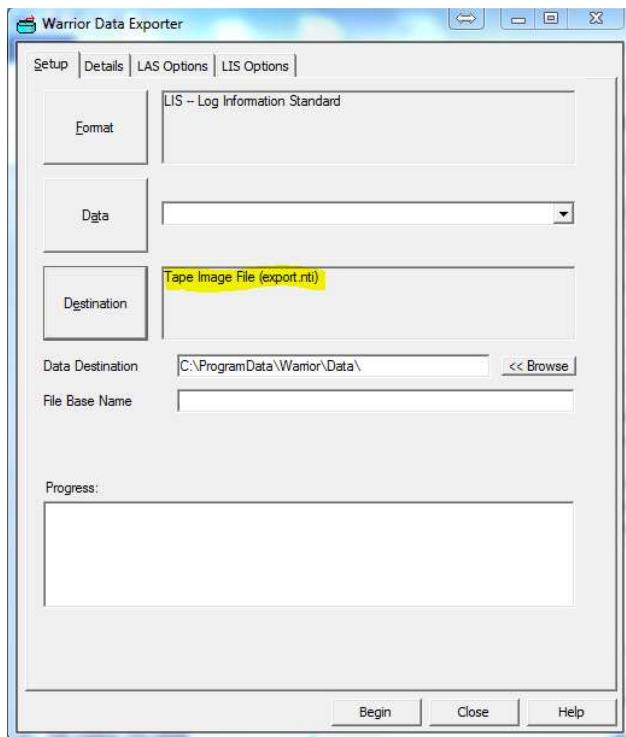 Warrior Data Exporter
Setup Details LAS Options LIS Options
Format
LIS -- Log Information Standard
Data
Destination
Tape Image File (export.nti)
Data Destination C:\ProgramData\Warrior\Data\ << Browse
File Base Name
Progress:
Begin Close Help